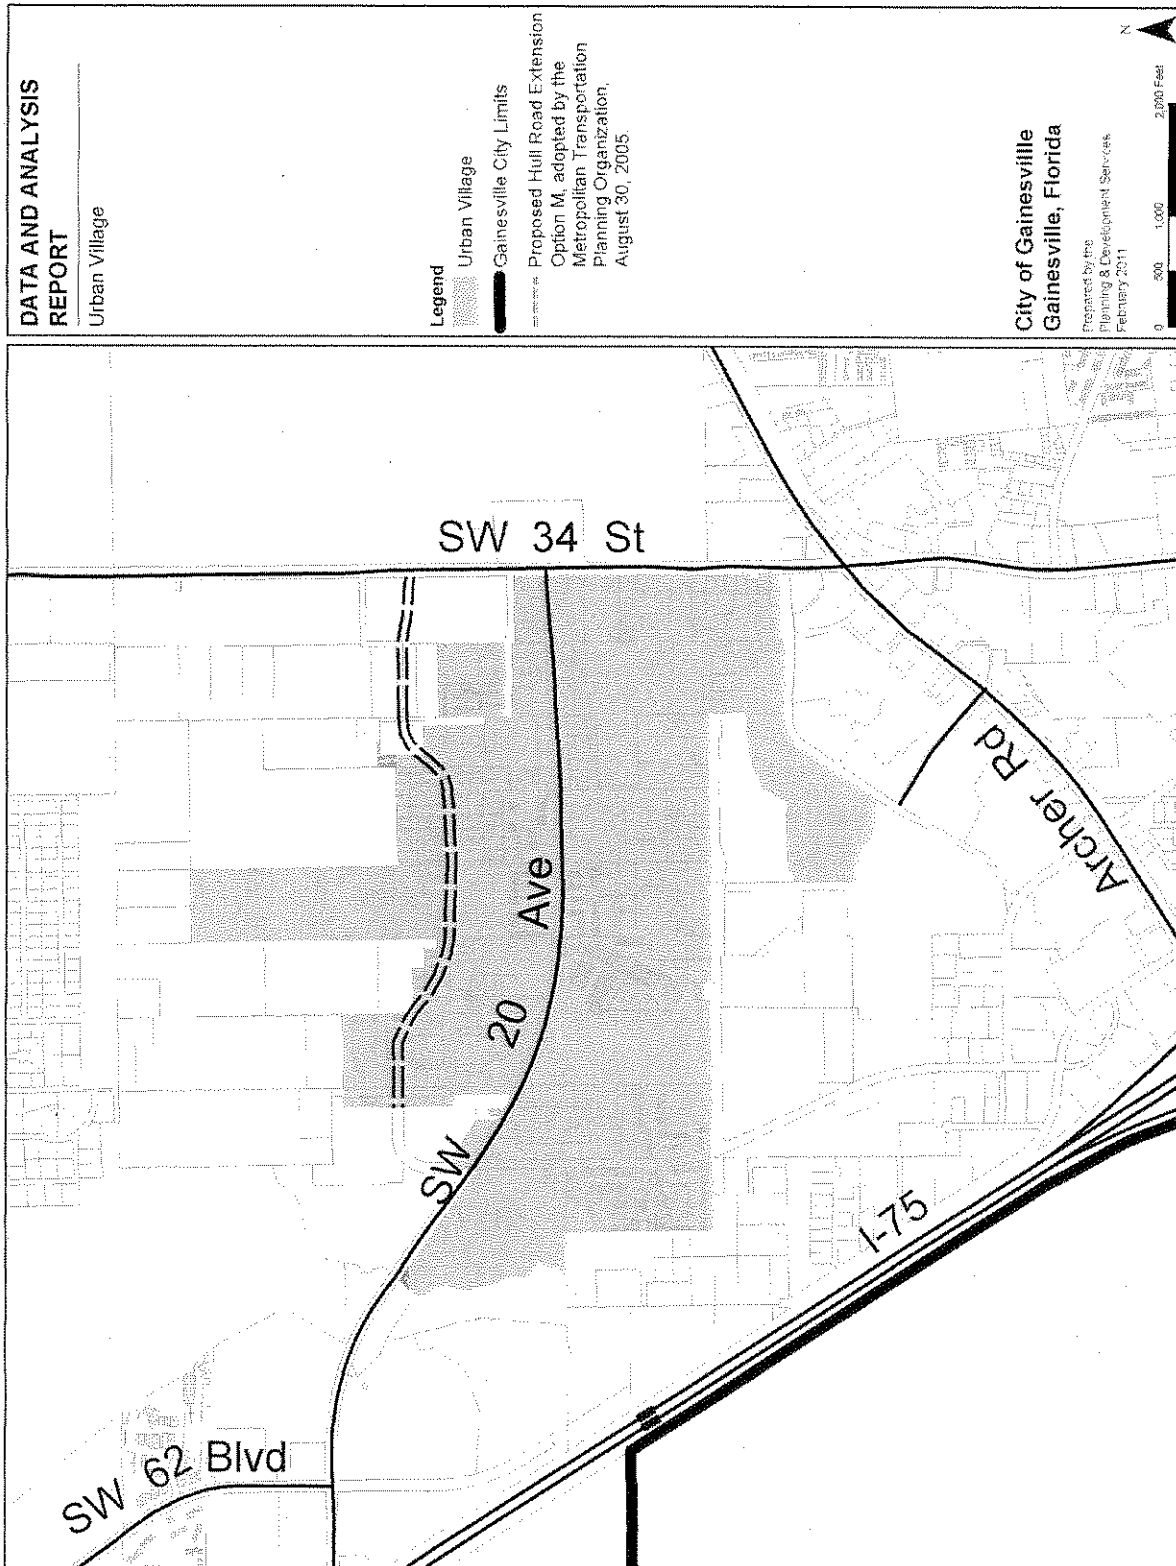 DATA AND ANALYSIS
REPORT
Urban Village
Legend
Urban Village
Gainesville City Limits
Proposed Hull Road Extension
Option M, adopted by the
Metropolitan Transportation
Planning Organization,
August 30, 2005.
City of Gainesville
Gainesville, Florida
Prepared by the
Planning & Development Services
February 2011
0 500 1,000 2,000 Feet
N
SW 34 St
SW 20 Ave
Archer Rd
I-75
SW 62 Blvd